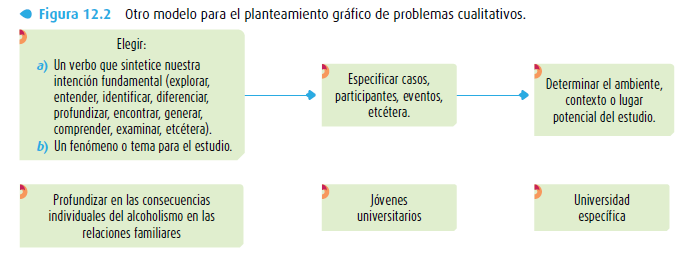 Figura 12.2 Otro modelo para el planteamiento gráfico de problemas cualitativos.
Elegir:
a) Un verbo que sintetice nuestra
intención fundamental (explorar,
entender, identificar, diferenciar,
profundizar, encontrar, generar,
comprender, examinar, etcétera).
b) Un fenómeno o tema para el estudio.
Especificar casos,
participantes, eventos,
etcétera.
Determinar el ambiente,
contexto o lugar
potencial del estudio.
Profundizar en las consecuencias
individuales del alcoholismo en las
relaciones familiares
Jóvenes
universitarios
Universidad
específica